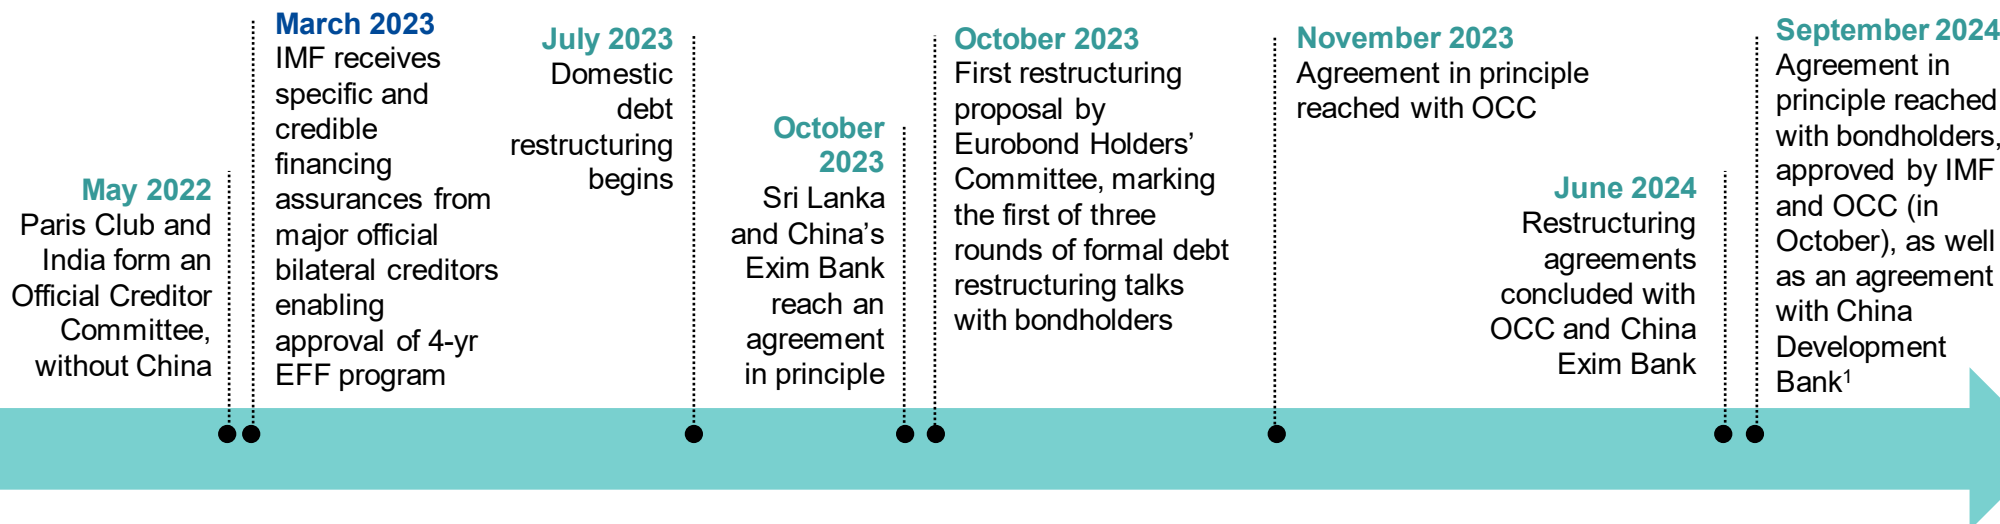 May 2022
Paris Club and
India form an
Official Creditor
Committee,
without China
March 2023
IMF receives
specific and
credible
financing
assurances from
major official
bilateral creditors
enabling
approval of 4-yr
EFF program
July 2023
Domestic
debt
restructuring
begins
October
2023
Sri Lanka
and China’s
Exim Bank
reach an
agreement
in principle
October 2023
First restructuring
proposal by
Eurobond Holders’
Committee, marking
the first of three
rounds of formal debt
restructuring talks
with bondholders
November 2023
Agreement in principle
reached with OCC
June 2024
Restructuring
agreements
concluded with
OCC and China
Exim Bank
September 2024
Agreement in
principle reached
with bondholders,
approved by IMF
and OCC (in
October), as well
as an agreement
with China
Development
Bank¹